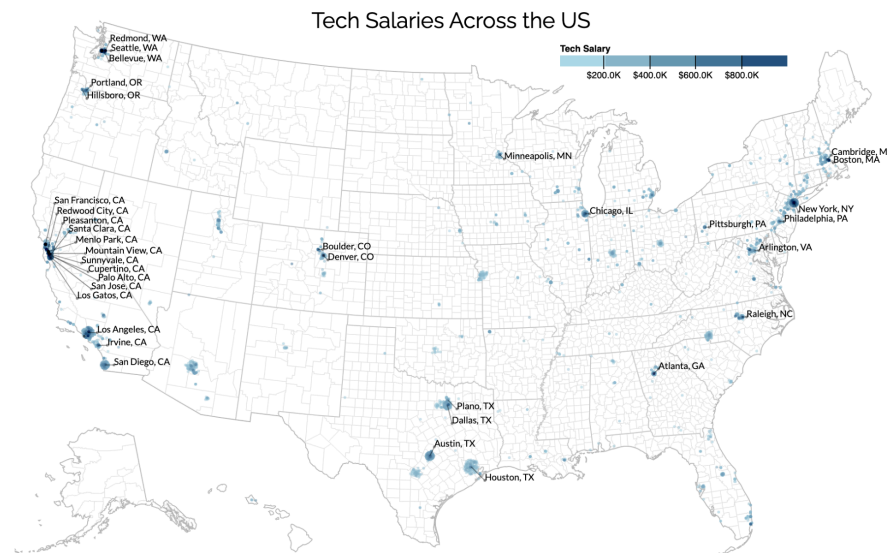 Tech Salaries Across the US
Tech Salary
$200.0K $400.0K $600.0K $800.0K
Redmond, WA
Seattle, WA
Bellevue, WA
Portland, OR
Hillsboro, OR
Minneapolis, MN
Cambridge, M
Boston, MA
San Francisco, CA
Redwood City, CA
Pleasanton, CA
Santa Clara, CA
Menlo Park, CA
Mountain View, CA
Sunnyvale, CA
Cupertino, CA
Palo Alto, CA
San Jose, CA
Los Gatos, CA
Boulder, CO
Denver, CO
Chicago, IL
New York, NY
Philadelphia, PA
Pittsburgh, PA
Arlington, VA
Los Angeles, CA
Irvine, CA
San Diego, CA
Raleigh, NC
Atlanta, GA
Plano, TX
Dallas, TX
Austin, TX
Houston, TX